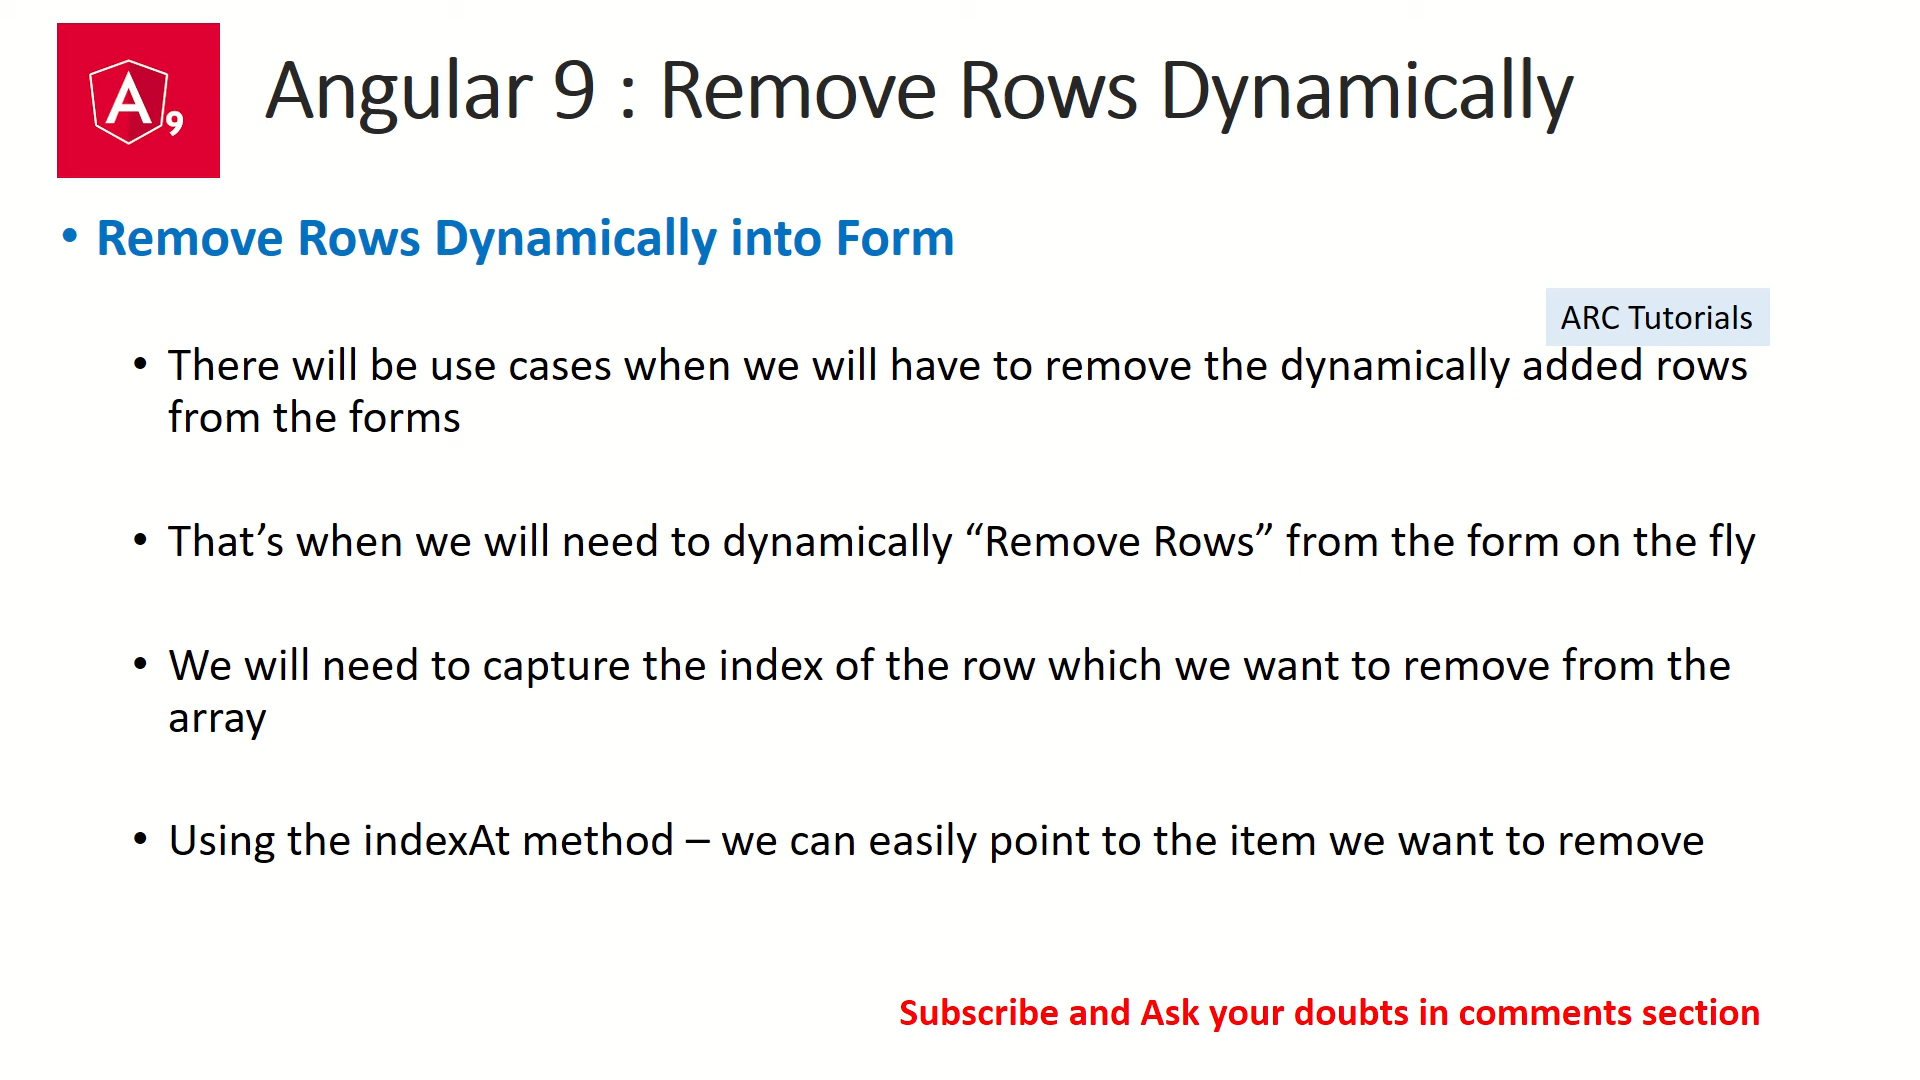 A 9
Angular 9 : Remove Rows Dynamically
• Remove Rows Dynamically into Form
ARC Tutorials
• There will be use cases when we will have to remove the dynamically added rows
from the forms
• That’s when we will need to dynamically “Remove Rows” from the form on the fly
• We will need to capture the index of the row which we want to remove from the
array
• Using the indexAt method – we can easily point to the item we want to remove
Subscribe and Ask your doubts in comments section